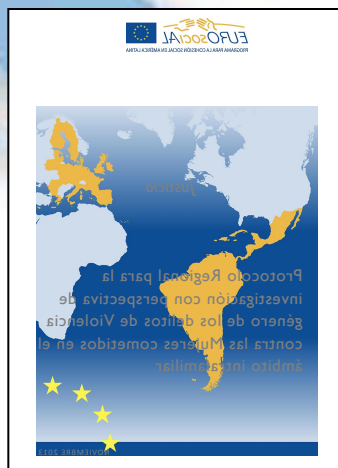 EUROsociAL
PROGRAMA PARA LA COHESIÓN SOCIAL EN AMÉRICA LATINA
justicia
Protocolo Regional para la
investigación con perspectiva de
género de los delitos de Violencia
contra las Mujeres cometidos en el
ámbito intrafamiliar
NOVIEMBRE 2013